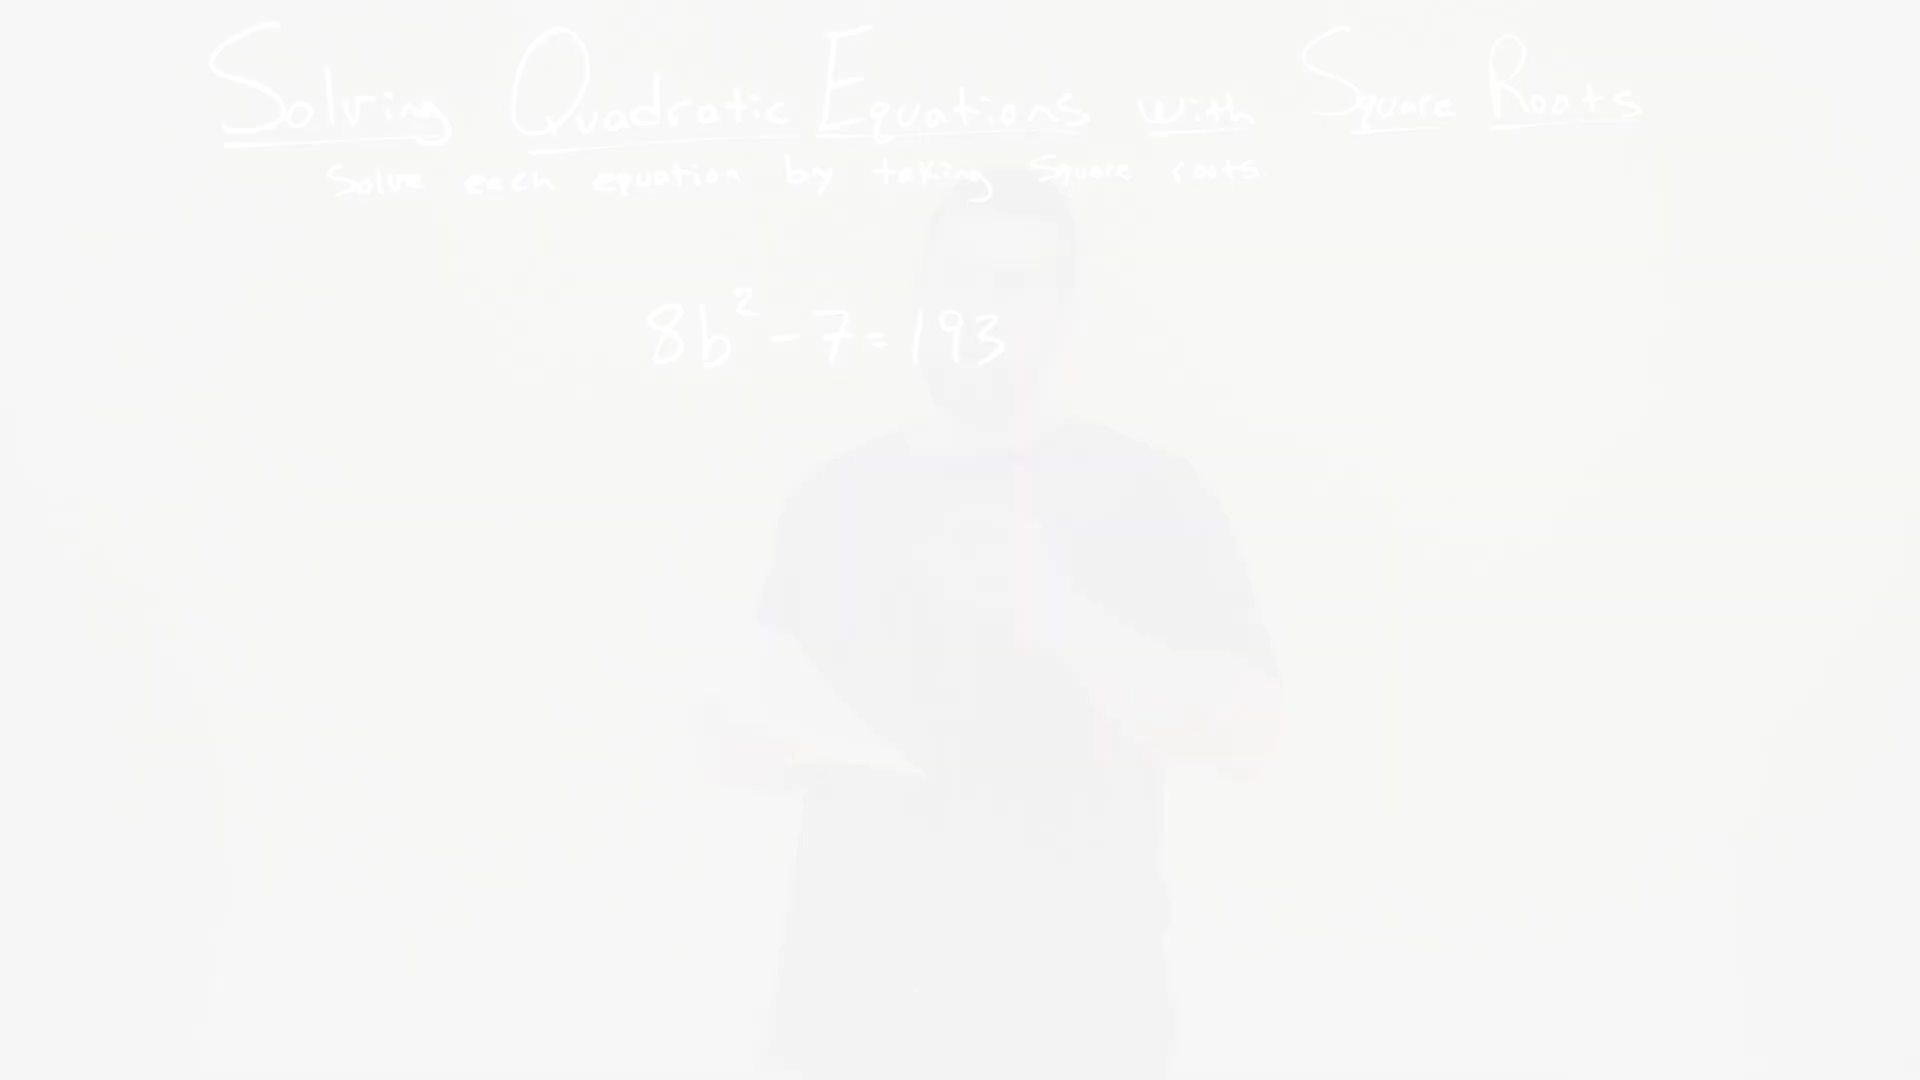 Solving Quadratic Equations with Square Roots
Solve each equation by taking Square roots.
8b² - 7 = 193